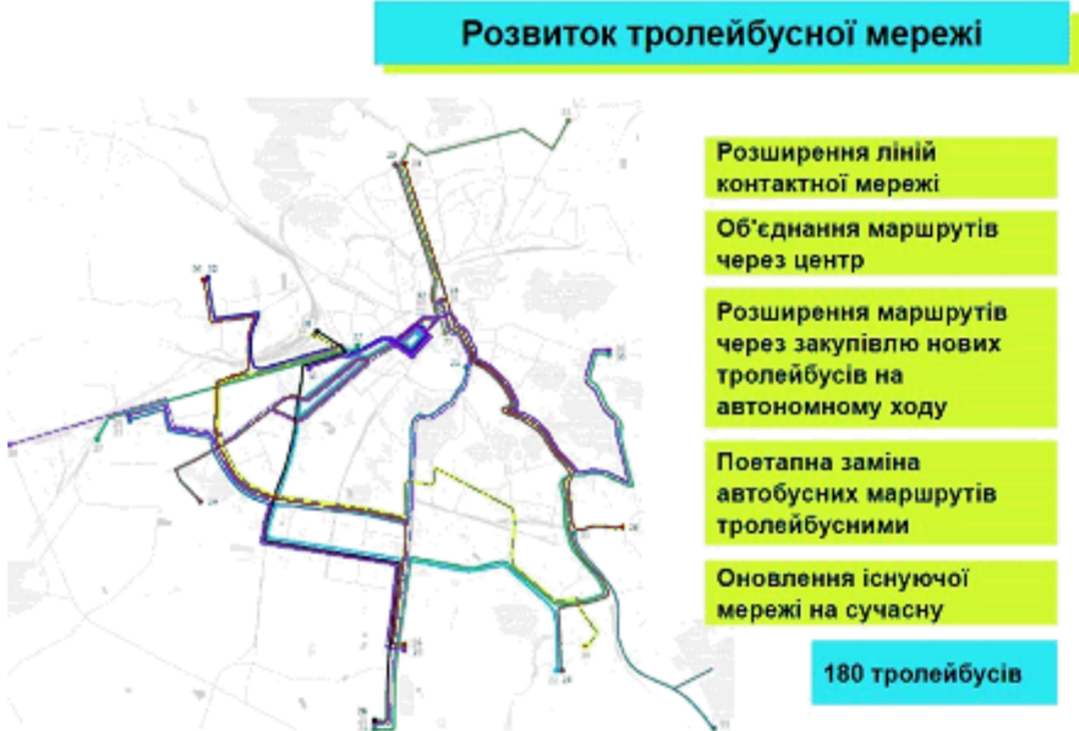 Розвиток тролейбусної мережі
Розширення ліній
контактної мережі
Об'єднання маршрутів
через центр
Розширення маршрутів
через закупівлю нових
тролейбусів на
автономному ходу
Поетапна заміна
автобусних маршрутів
тролейбусними
Оновлення існуючої
мережі на сучасну
180 тролейбусів